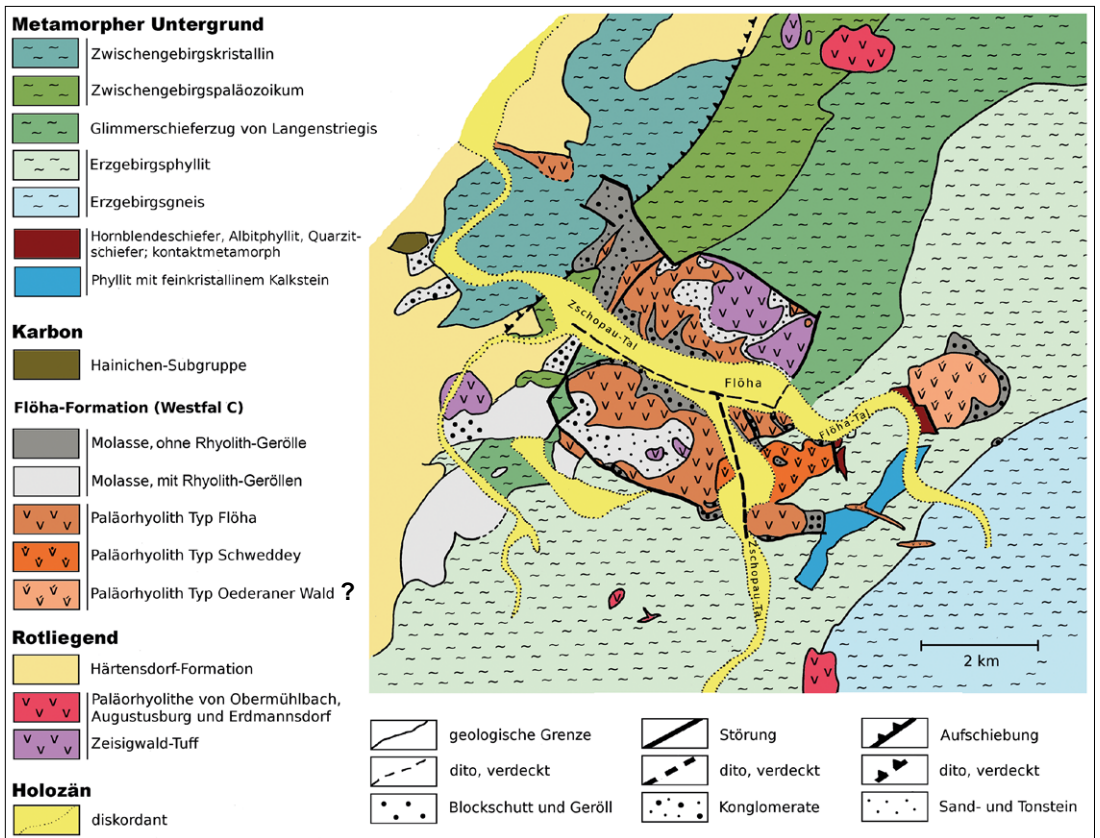 Metamorpher Untergrund
Zwischengebirgskristallin
Zwischengebirgspaläozoikum
Glimmerschieferzug von Langenstriegis
Erzgebirgsphyllit
Erzgebirgsgneis
Hornblendeschiefer, Albitphyllit, Quarzit-
schiefer; kontaktmetamorph
Phyllit mit feinkristallinem Kalkstein
Karbon
Hainichen-Subgruppe
Flöha-Formation (Westfal C)
Molasse, ohne Rhyolith-Gerölle
Molasse, mit Rhyolith-Geröllen
Paläorhyolith Typ Flöha
Paläorhyolith Typ Schweddey
Paläorhyolith Typ Oederaner Wald ?
Rotliegend
Härtensdorf-Formation
Paläorhyolithe von Obermühlbach,
Augustusburg und Erdmannsdorf
Zeisigwald-Tuff
Holozän
diskordant
Zschopau-Tal
Flöha
Flöha-Tal
Zschopau-Tal
2 km
geologische Grenze
Störung
Aufschiebung
dito, verdeckt
dito, verdeckt
dito, verdeckt
Blockschutt und Geröll
Konglomerate
Sand- und Tonstein